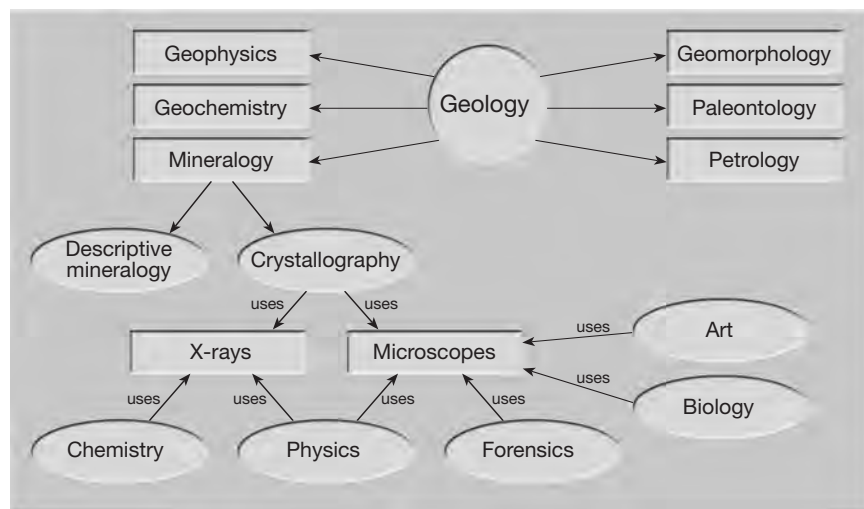 Geophysics
Geomorphology
Geology
Geochemistry
Paleontology
Mineralogy
Petrology
Descriptive
mineralogy
Crystallography
uses
uses
uses
Art
X-rays
Microscopes
uses
uses
uses
uses
uses
Biology
Chemistry
Physics
Forensics